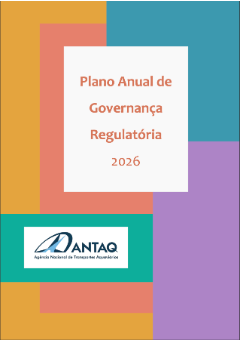 Plano Anual de
Governança
Regulatória
2026
ANTAQ
Agência Nacional de Transportes Aquaviários